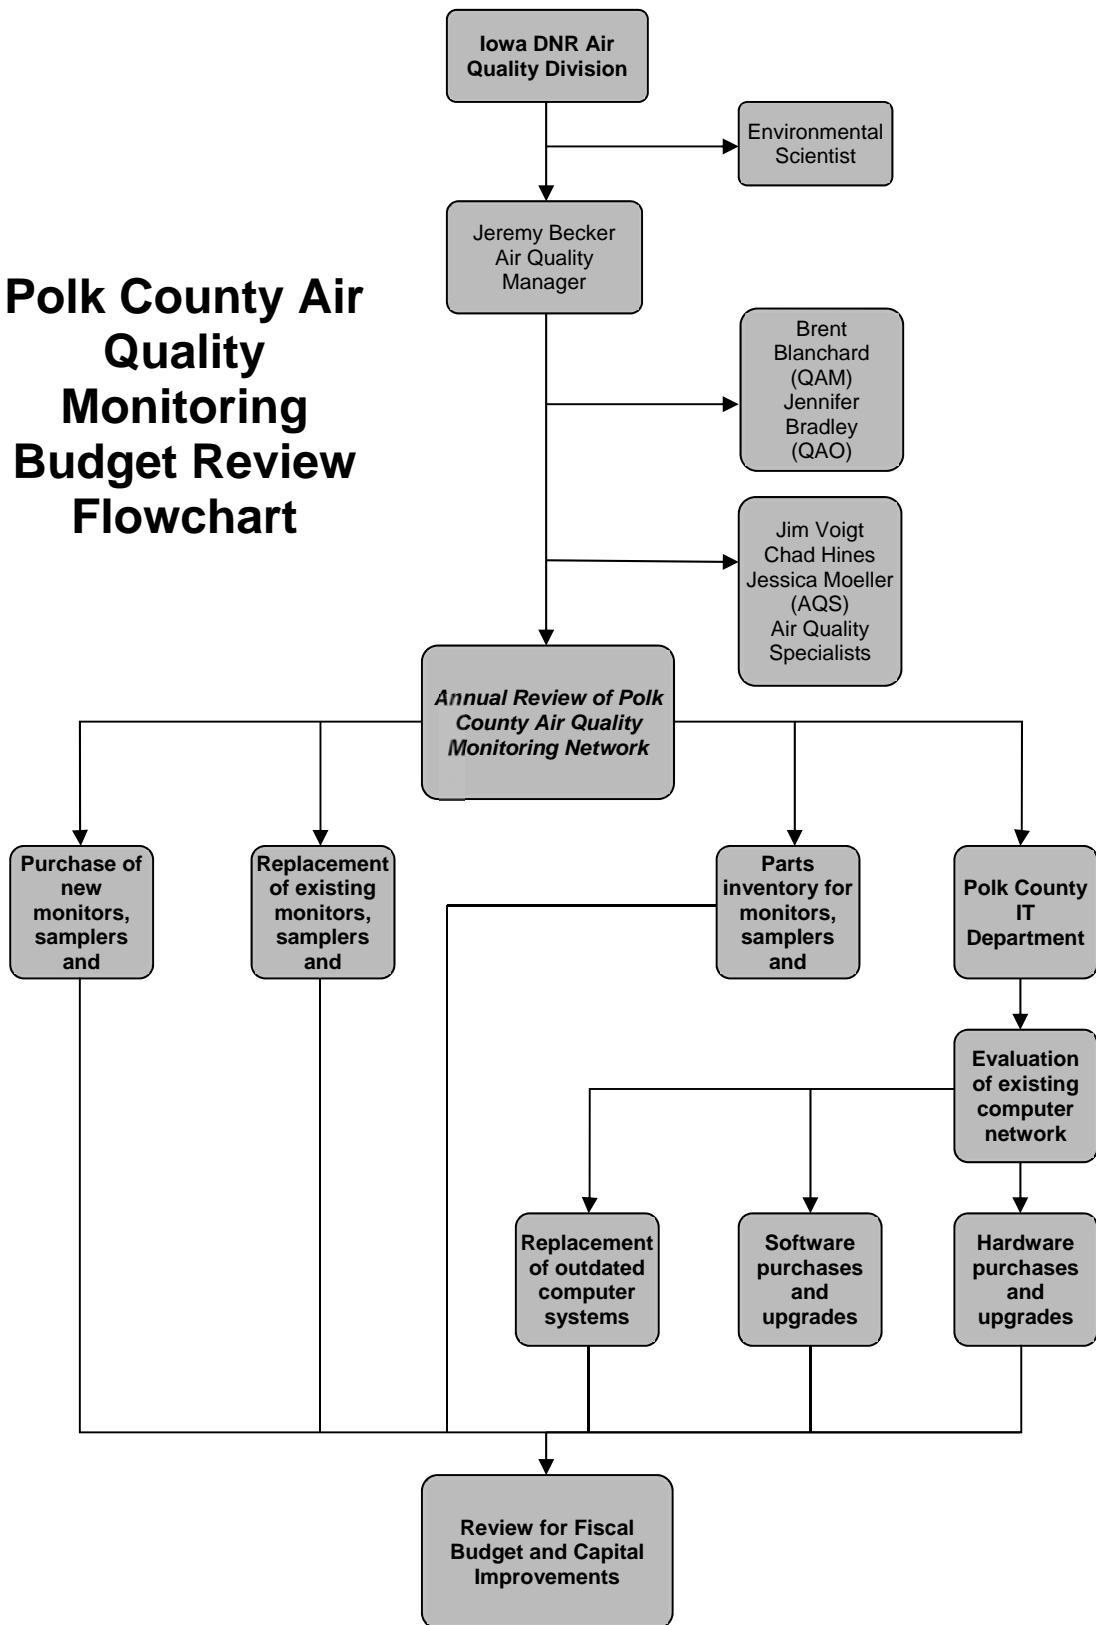 Iowa DNR Air
Quality Division
Environmental
Scientist
Jeremy Becker
Air Quality
Manager
Polk County Air
Quality
Monitoring
Budget Review
Flowchart
Brent
Blanchard
(QAM)
Jennifer
Bradley
(QAO)
Jim Voigt
Chad Hines
Jessica Moeller
(AQS)
Air Quality
Specialists
Annual Review of Polk
County Air Quality
Monitoring Network
Purchase of
new
monitors,
samplers
and
Replacement
of existing
monitors,
samplers
and
Parts
inventory for
monitors,
samplers
and
Polk County
IT
Department
Evaluation
of existing
computer
network
Replacement
of outdated
computer
systems
Software
purchases
and
upgrades
Hardware
purchases
and
upgrades
Review for Fiscal
Budget and Capital
Improvements